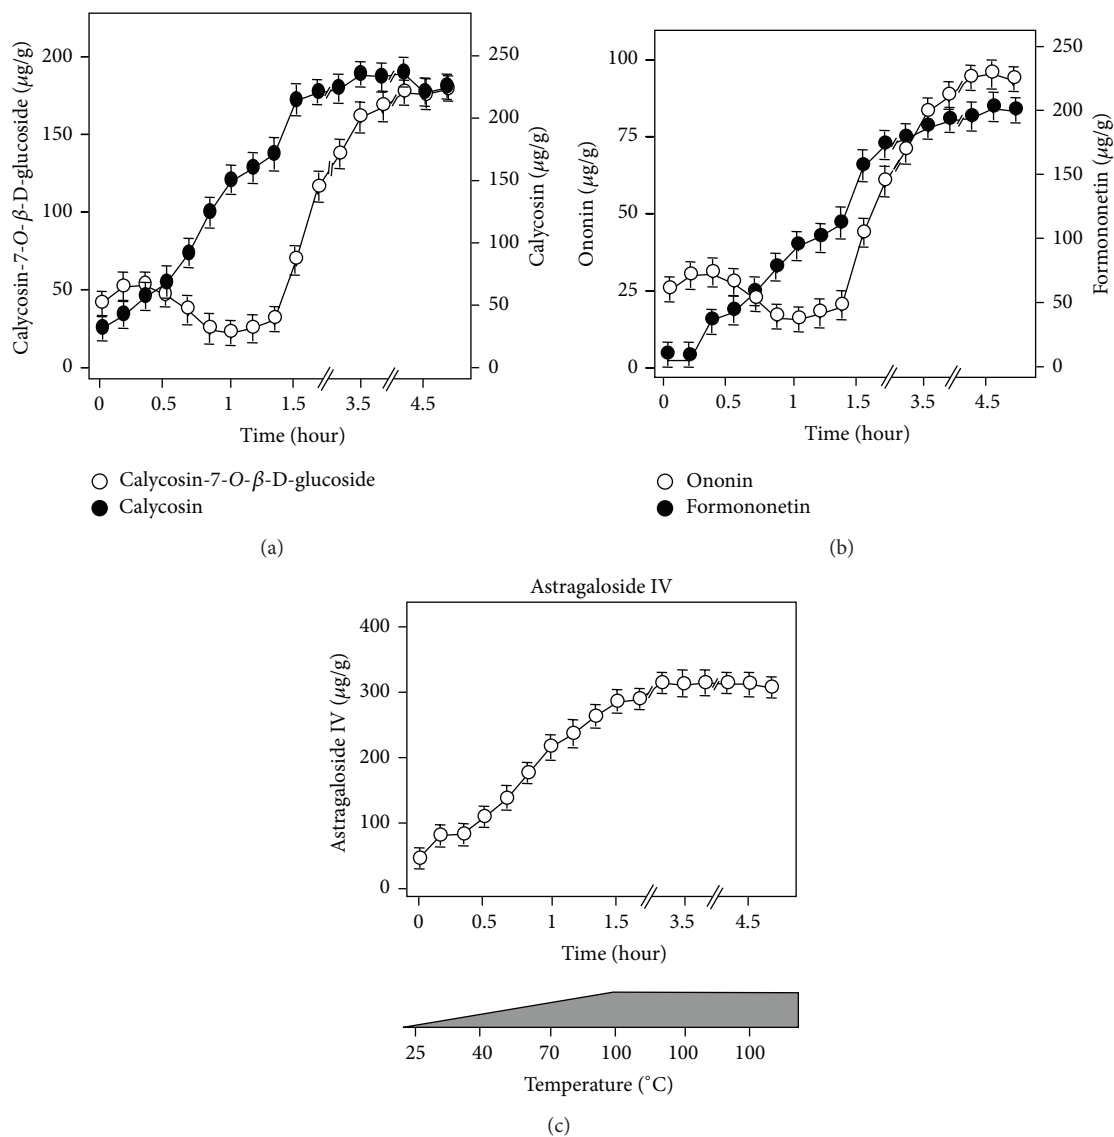 Calycosin-7-O-β-D-glucoside (μg/g)
200
150
100
50
0
250
200
150
100
50
0
Calycosin (μg/g)
0 0.5 1 1.5 3.5 4.5
Time (hour)
Calycosin-7-O-β-D-glucoside
Calycosin
(a)
Ononin (μg/g)
100
75
50
25
0
250
200
150
100
50
0
Formononetin (μg/g)
0 0.5 1 1.5 3.5 4.5
Time (hour)
Ononin
Formononetin
(b)
Astragaloside IV
Astragaloside IV (μg/g)
400
300
200
100
0
0 0.5 1 1.5 3.5 4.5
Time (hour)
25 40 70 100 100 100
Temperature (˚C)
(c)